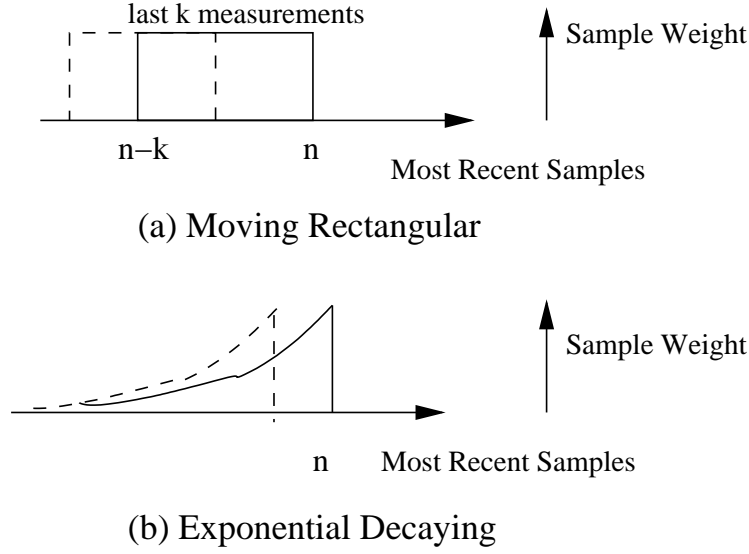 last k measurements
Sample Weight
n–k
n
Most Recent Samples
(a) Moving Rectangular
Sample Weight
n
Most Recent Samples
(b) Exponential Decaying